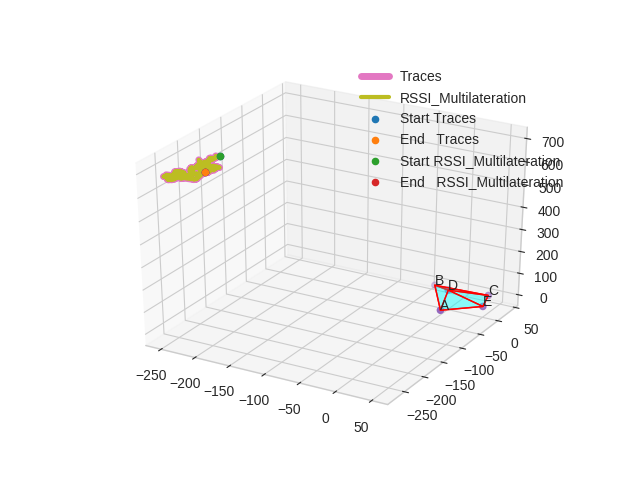 Traces
RSSI_Multilateration
Start Traces
End   Traces
Start RSSI_Multilateration
End   RSSI_Multilateration
700
600
500
400
300
200
100
0
B
D
C
A
E
−250
−200
−150
−100
−50
0
50
−250
−200
−150
−100
−50
0
50